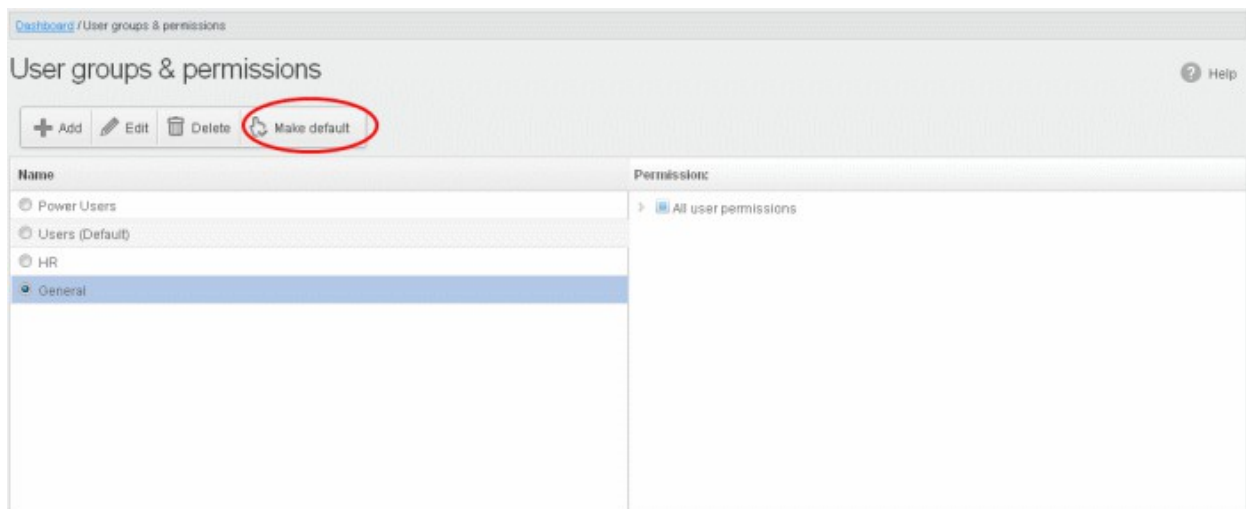 Dashboard / User groups & permissions
User groups & permissions
Help
Add Edit Delete Make default
Name Permission:
Power Users All user permissions
Users (Default)
HR
General